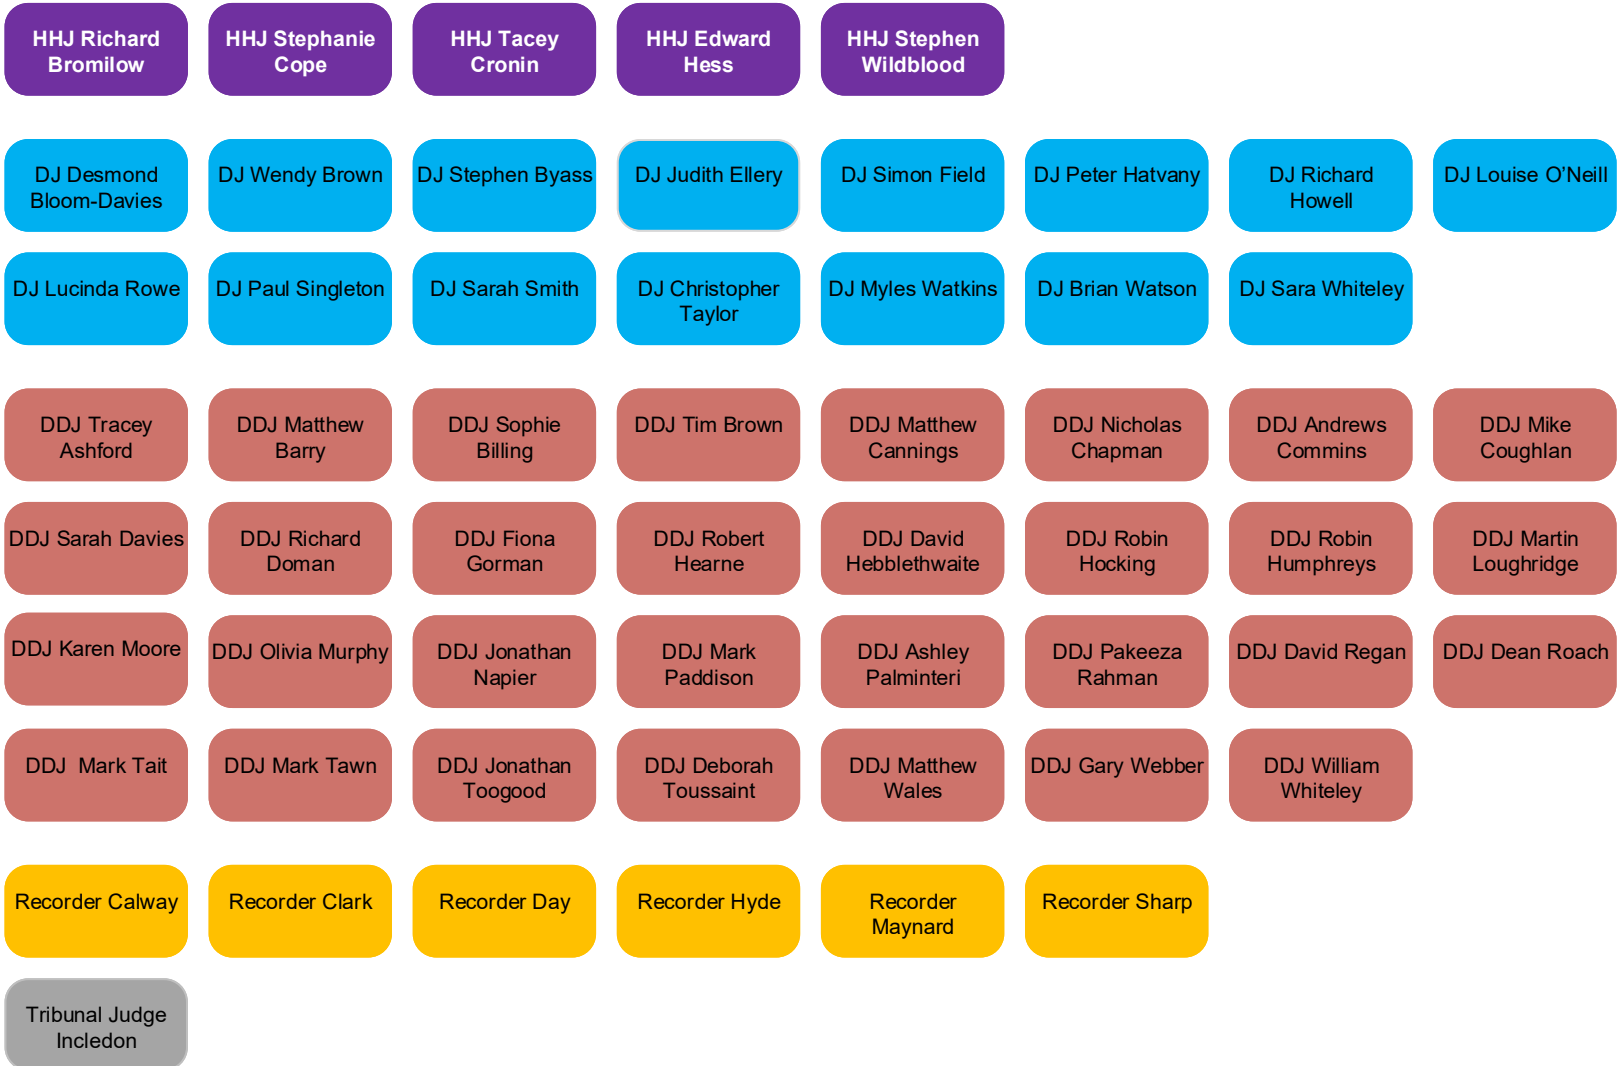 HHJ Richard
Bromilow
HHJ Stephanie
Cope
HHJ Tacey
Cronin
HHJ Edward
Hess
HHJ Stephen
Wildblood
DJ Desmond
Bloom-Davies
DJ Wendy Brown
DJ Stephen Byass
DJ Judith Ellery
DJ Simon Field
DJ Peter Hatvany
DJ Richard
Howell
DJ Louise O’Neill
DJ Lucinda Rowe
DJ Paul Singleton
DJ Sarah Smith
DJ Christopher
Taylor
DJ Myles Watkins
DJ Brian Watson
DJ Sara Whiteley
DDJ Tracey
Ashford
DDJ Matthew
Barry
DDJ Sophie
Billing
DDJ Tim Brown
DDJ Matthew
Cannings
DDJ Nicholas
Chapman
DDJ Andrews
Commins
DDJ Mike
Coughlan
DDJ Sarah Davies
DDJ Richard
Doman
DDJ Fiona
Gorman
DDJ Robert
Hearne
DDJ David
Hebblethwaite
DDJ Robin
Hocking
DDJ Robin
Humphreys
DDJ Martin
Loughridge
DDJ Karen Moore
DDJ Olivia Murphy
DDJ Jonathan
Napier
DDJ Mark
Paddison
DDJ Ashley
Palminteri
DDJ Pakeeza
Rahman
DDJ David Regan
DDJ Dean Roach
DDJ  Mark Tait
DDJ Mark Tawn
DDJ Jonathan
Toogood
DDJ Deborah
Toussaint
DDJ Matthew
Wales
DDJ Gary Webber
DDJ William
Whiteley
Recorder Calway
Recorder Clark
Recorder Day
Recorder Hyde
Recorder
Maynard
Recorder Sharp
Tribunal Judge
Incledon